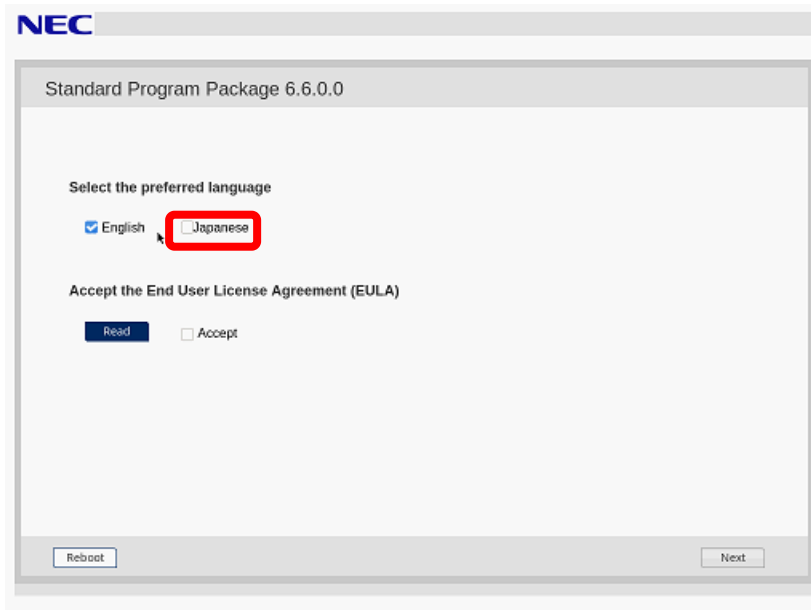 NEC
Standard Program Package 6.6.0.0
Select the preferred language
English Japanese
Accept the End User License Agreement (EULA)
Read Accept
Reboot Next